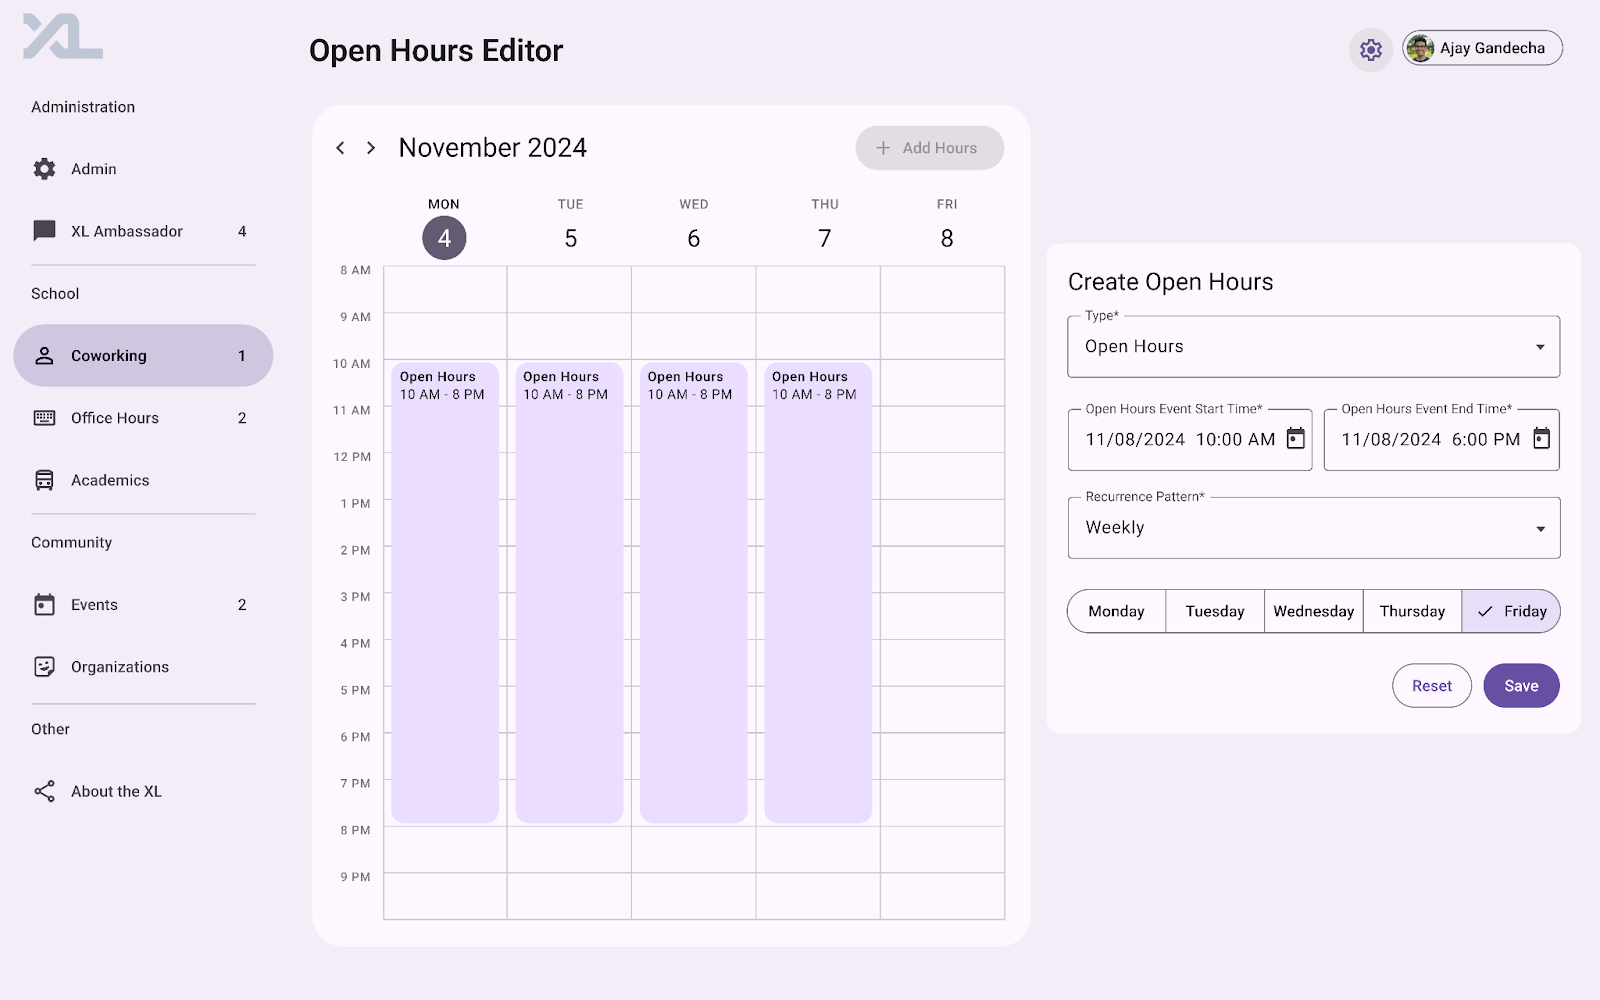 XL
Open Hours Editor
Ajay Gandecha
Administration
Admin
XL Ambassador 4
School
Coworking 1
Office Hours 2
Academics
Community
Events 2
Organizations
Other
About the XL
November 2024
+ Add Hours
MON TUE WED THU FRI
4 5 6 7 8
8 AM
9 AM
10 AM
Open Hours Open Hours Open Hours Open Hours
10 AM - 8 PM 10 AM - 8 PM 10 AM - 8 PM 10 AM - 8 PM
11 AM
12 PM
1 PM
2 PM
3 PM
4 PM
5 PM
6 PM
7 PM
8 PM
9 PM
Create Open Hours
Type*
Open Hours
Open Hours Event Start Time* Open Hours Event End Time*
11/08/2024 10:00 AM 11/08/2024 6:00 PM
Recurrence Pattern*
Weekly
Monday Tuesday Wednesday Thursday Friday
Reset Save